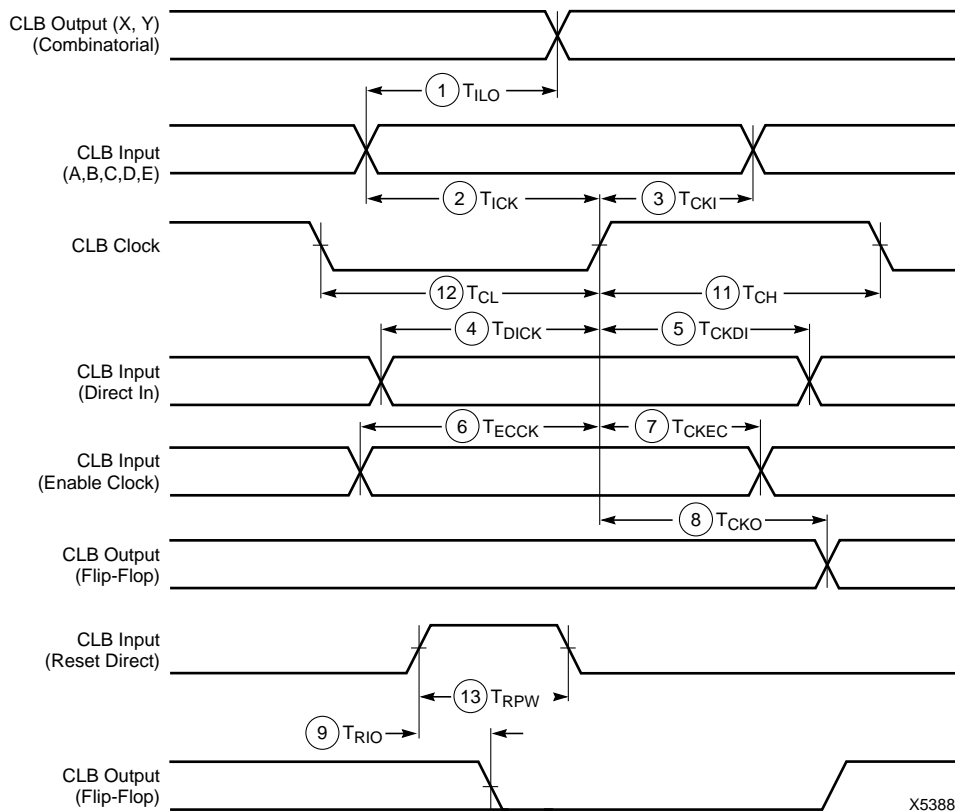 CLB Output (X, Y)
(Combinatorial)
1 TILO
CLB Input
(A,B,C,D,E)
2 TICK
3 TCKI
CLB Clock
12 TCL
11 TCH
4 TDICK
5 TCKDI
CLB Input
(Direct In)
6 TECCK
7 TCKEC
CLB Input
(Enable Clock)
8 TCKO
CLB Output
(Flip-Flop)
CLB Input
(Reset Direct)
13 TRPW
9 TRIO
CLB Output
(Flip-Flop)
X5388